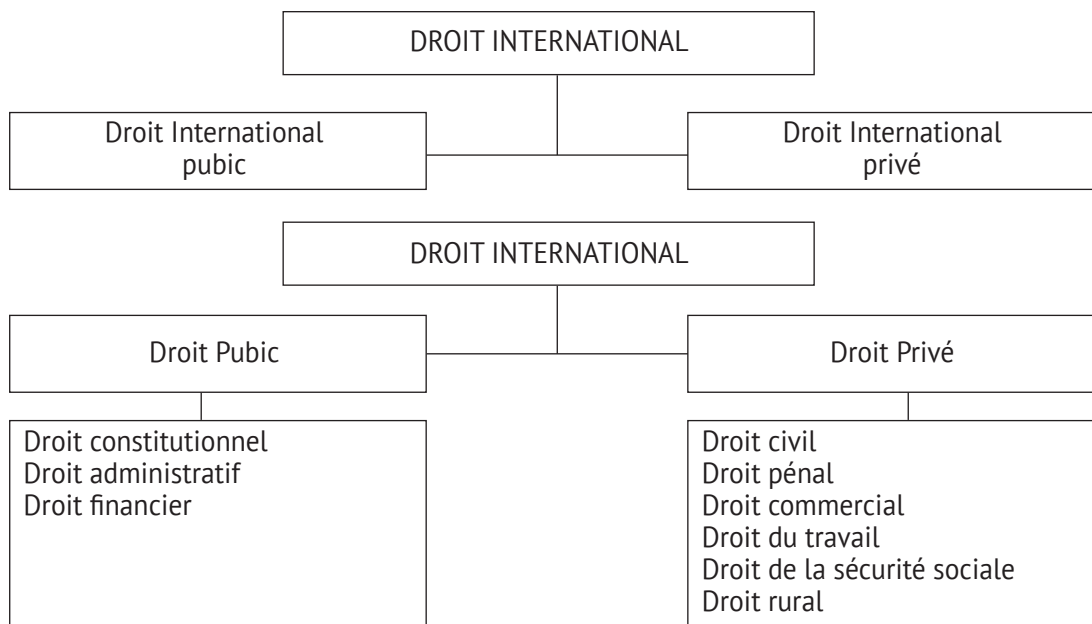 DROIT INTERNATIONAL
Droit International
pubic
Droit International
privé
DROIT INTERNATIONAL
Droit Pubic
Droit Privé
Droit constitutionnel
Droit administratif
Droit financier
Droit civil
Droit pénal
Droit commercial
Droit du travail
Droit de la sécurité sociale
Droit rural